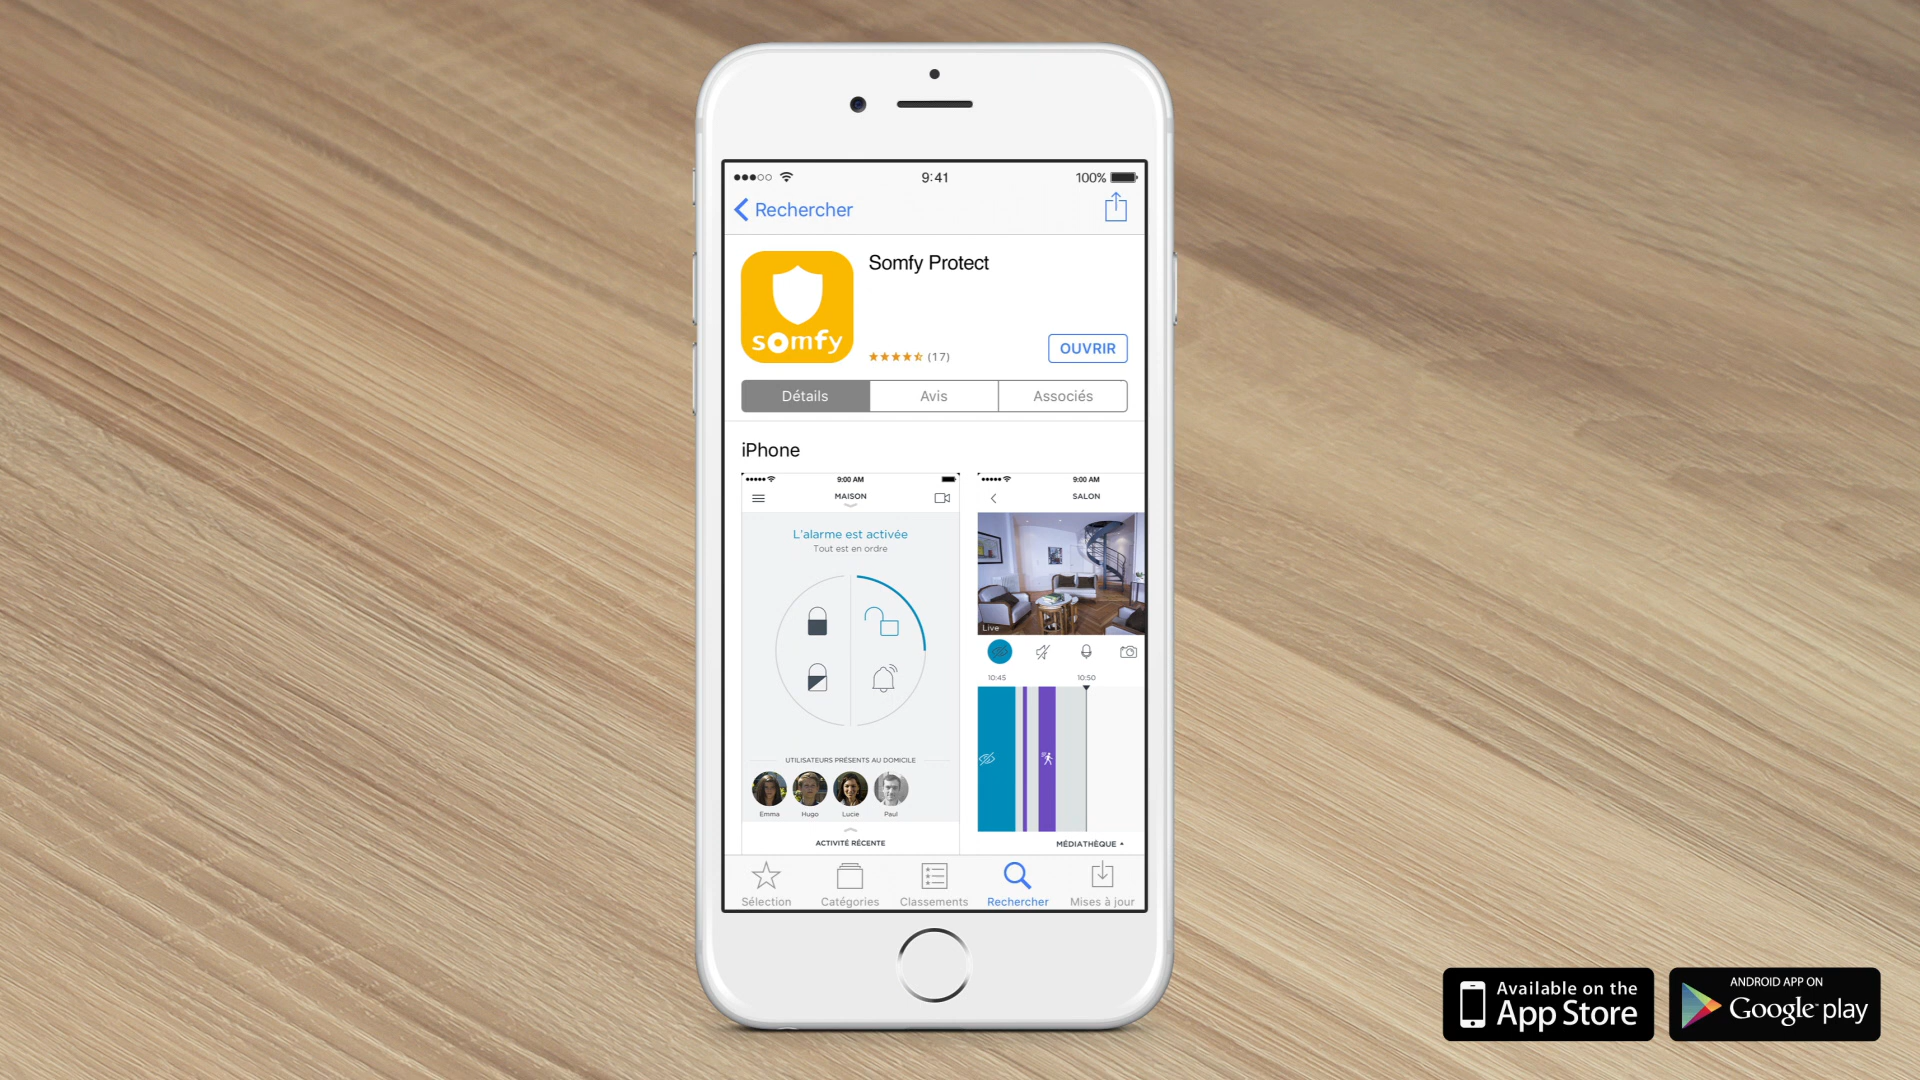 9:41
100%
Rechercher
Somfy Protect
somfy
(17)
OUVRIR
Détails
Avis
Associés
iPhone
9:00 AM
MAISON
L'alarme est activée
Tout est en ordre
UTILISATEURS PRÉSENTS AU DOMICILE
Emma
Hugo
Lucie
Paul
ACTIVITÉ RÉCENTE
9:00 AM
SALON
Live
10:45
10:50
MÉDIATHÈQUE
Sélection
Catégories
Classements
Rechercher
Mises à jour
Available on the
App Store
ANDROID APP ON
Google play